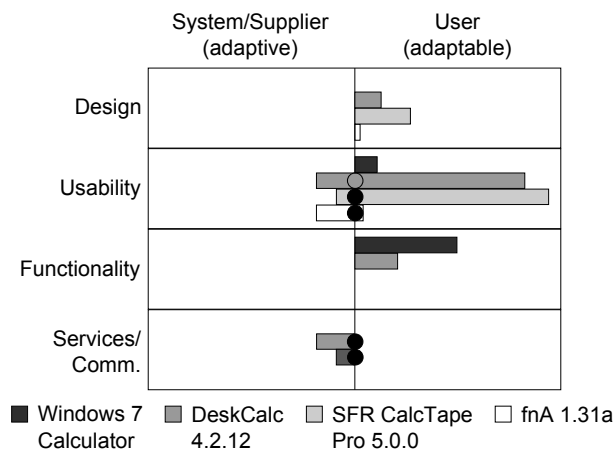 System/Supplier
(adaptive)
User
(adaptable)
Design
Usability
Functionality
Services/
Comm.
Windows 7
Calculator
DeskCalc
4.2.12
SFR CalcTape
Pro 5.0.0
fnA 1.31a